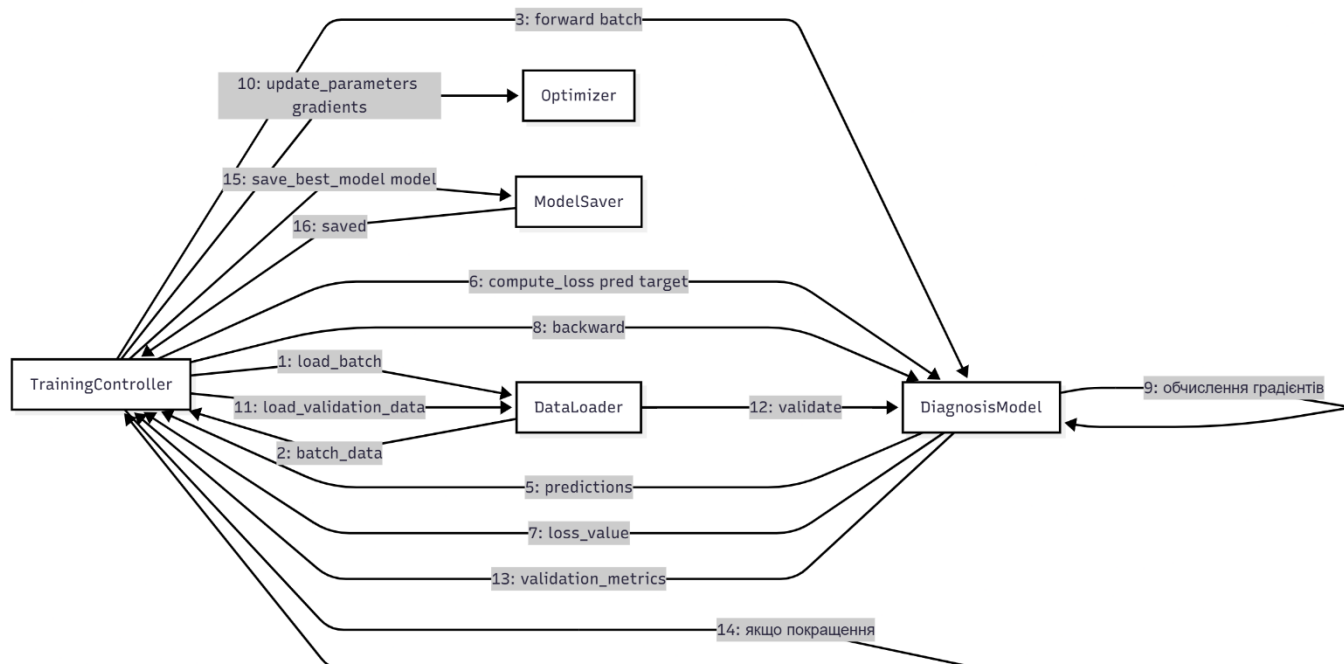 3: forward batch
10: update_parameters
gradients
Optimizer
15: save_best_model model
ModelSaver
16: saved
6: compute_loss pred target
8: backward
1: load_batch
TrainingController
11: load_validation_data
DataLoader
12: validate
DiagnosisModel
9: обчислення градієнтів
2: batch_data
5: predictions
7: loss_value
13: validation_metrics
14: якщо покращення